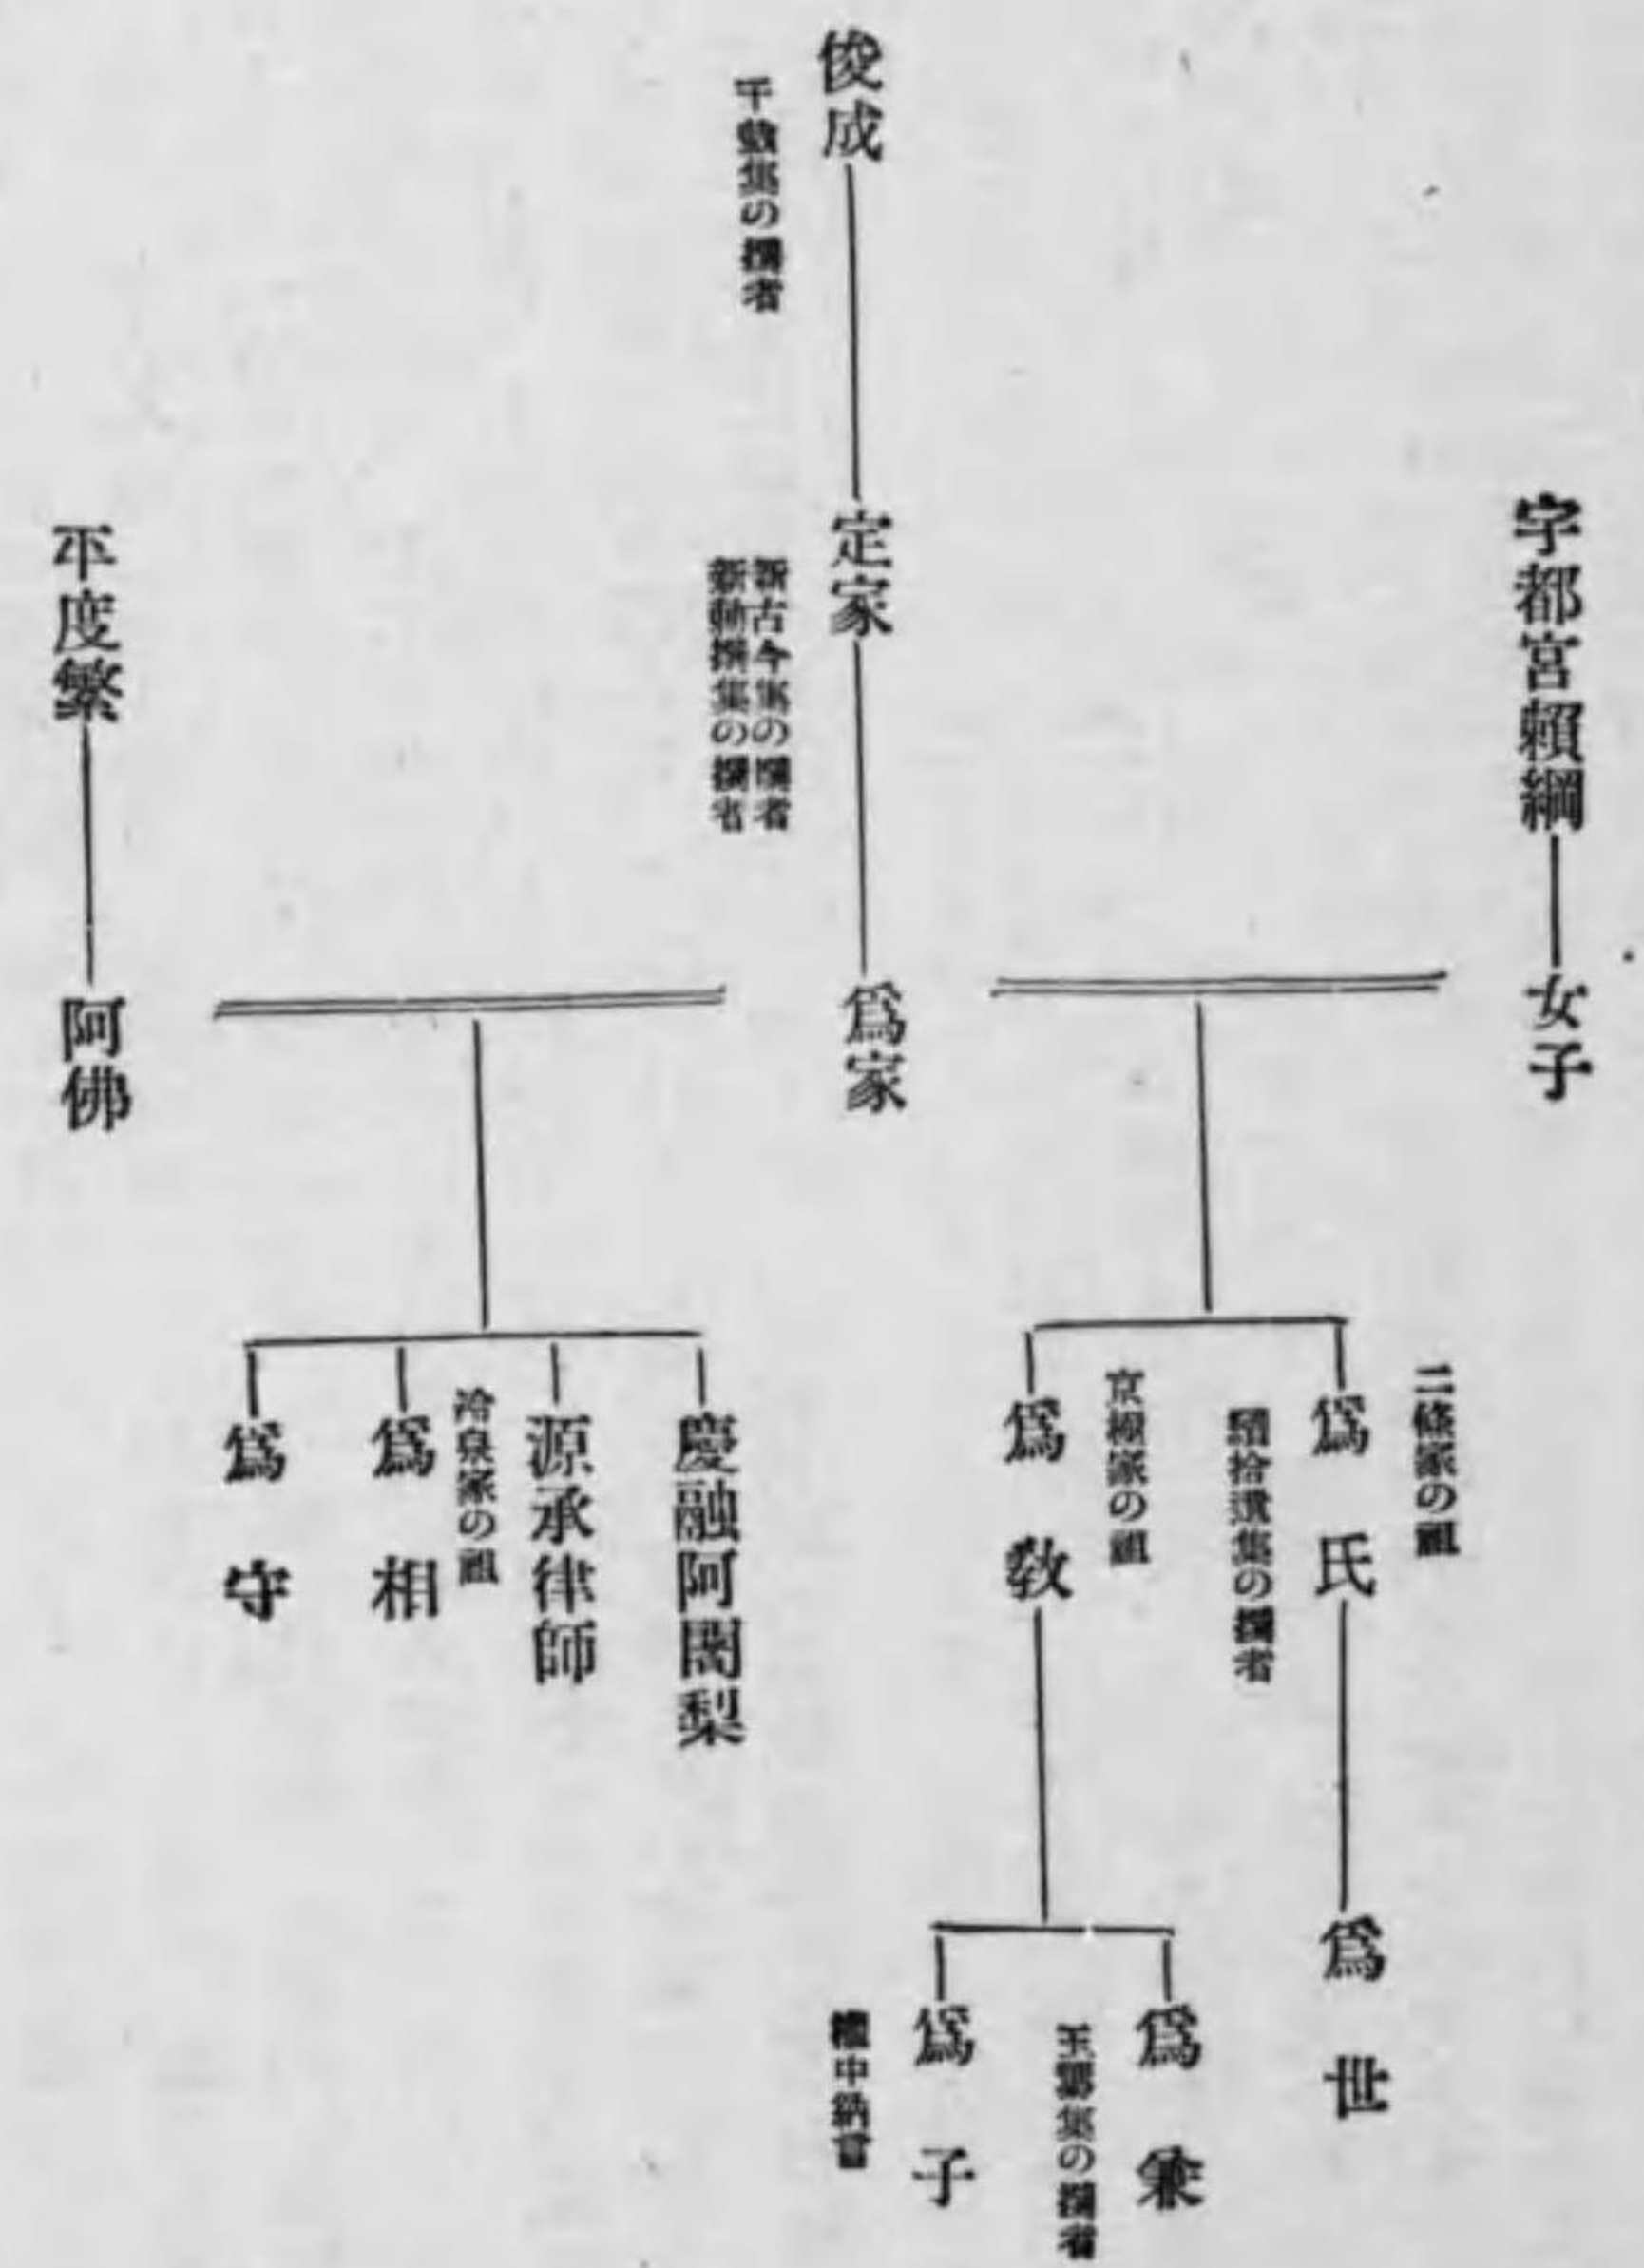 宇都宮賴綱
女子
俊成
千載集の撰者
定家
新古今集の撰者
新勅撰集の撰者
爲家
平度繁
阿佛
二條家の祖
爲氏
續拾遺集の撰者
爲世
京極家の祖
爲敎
爲兼
玉葉集の撰者
爲子
權中納言
慶融阿闍梨
源承律師
冷泉家の祖
爲相
爲守